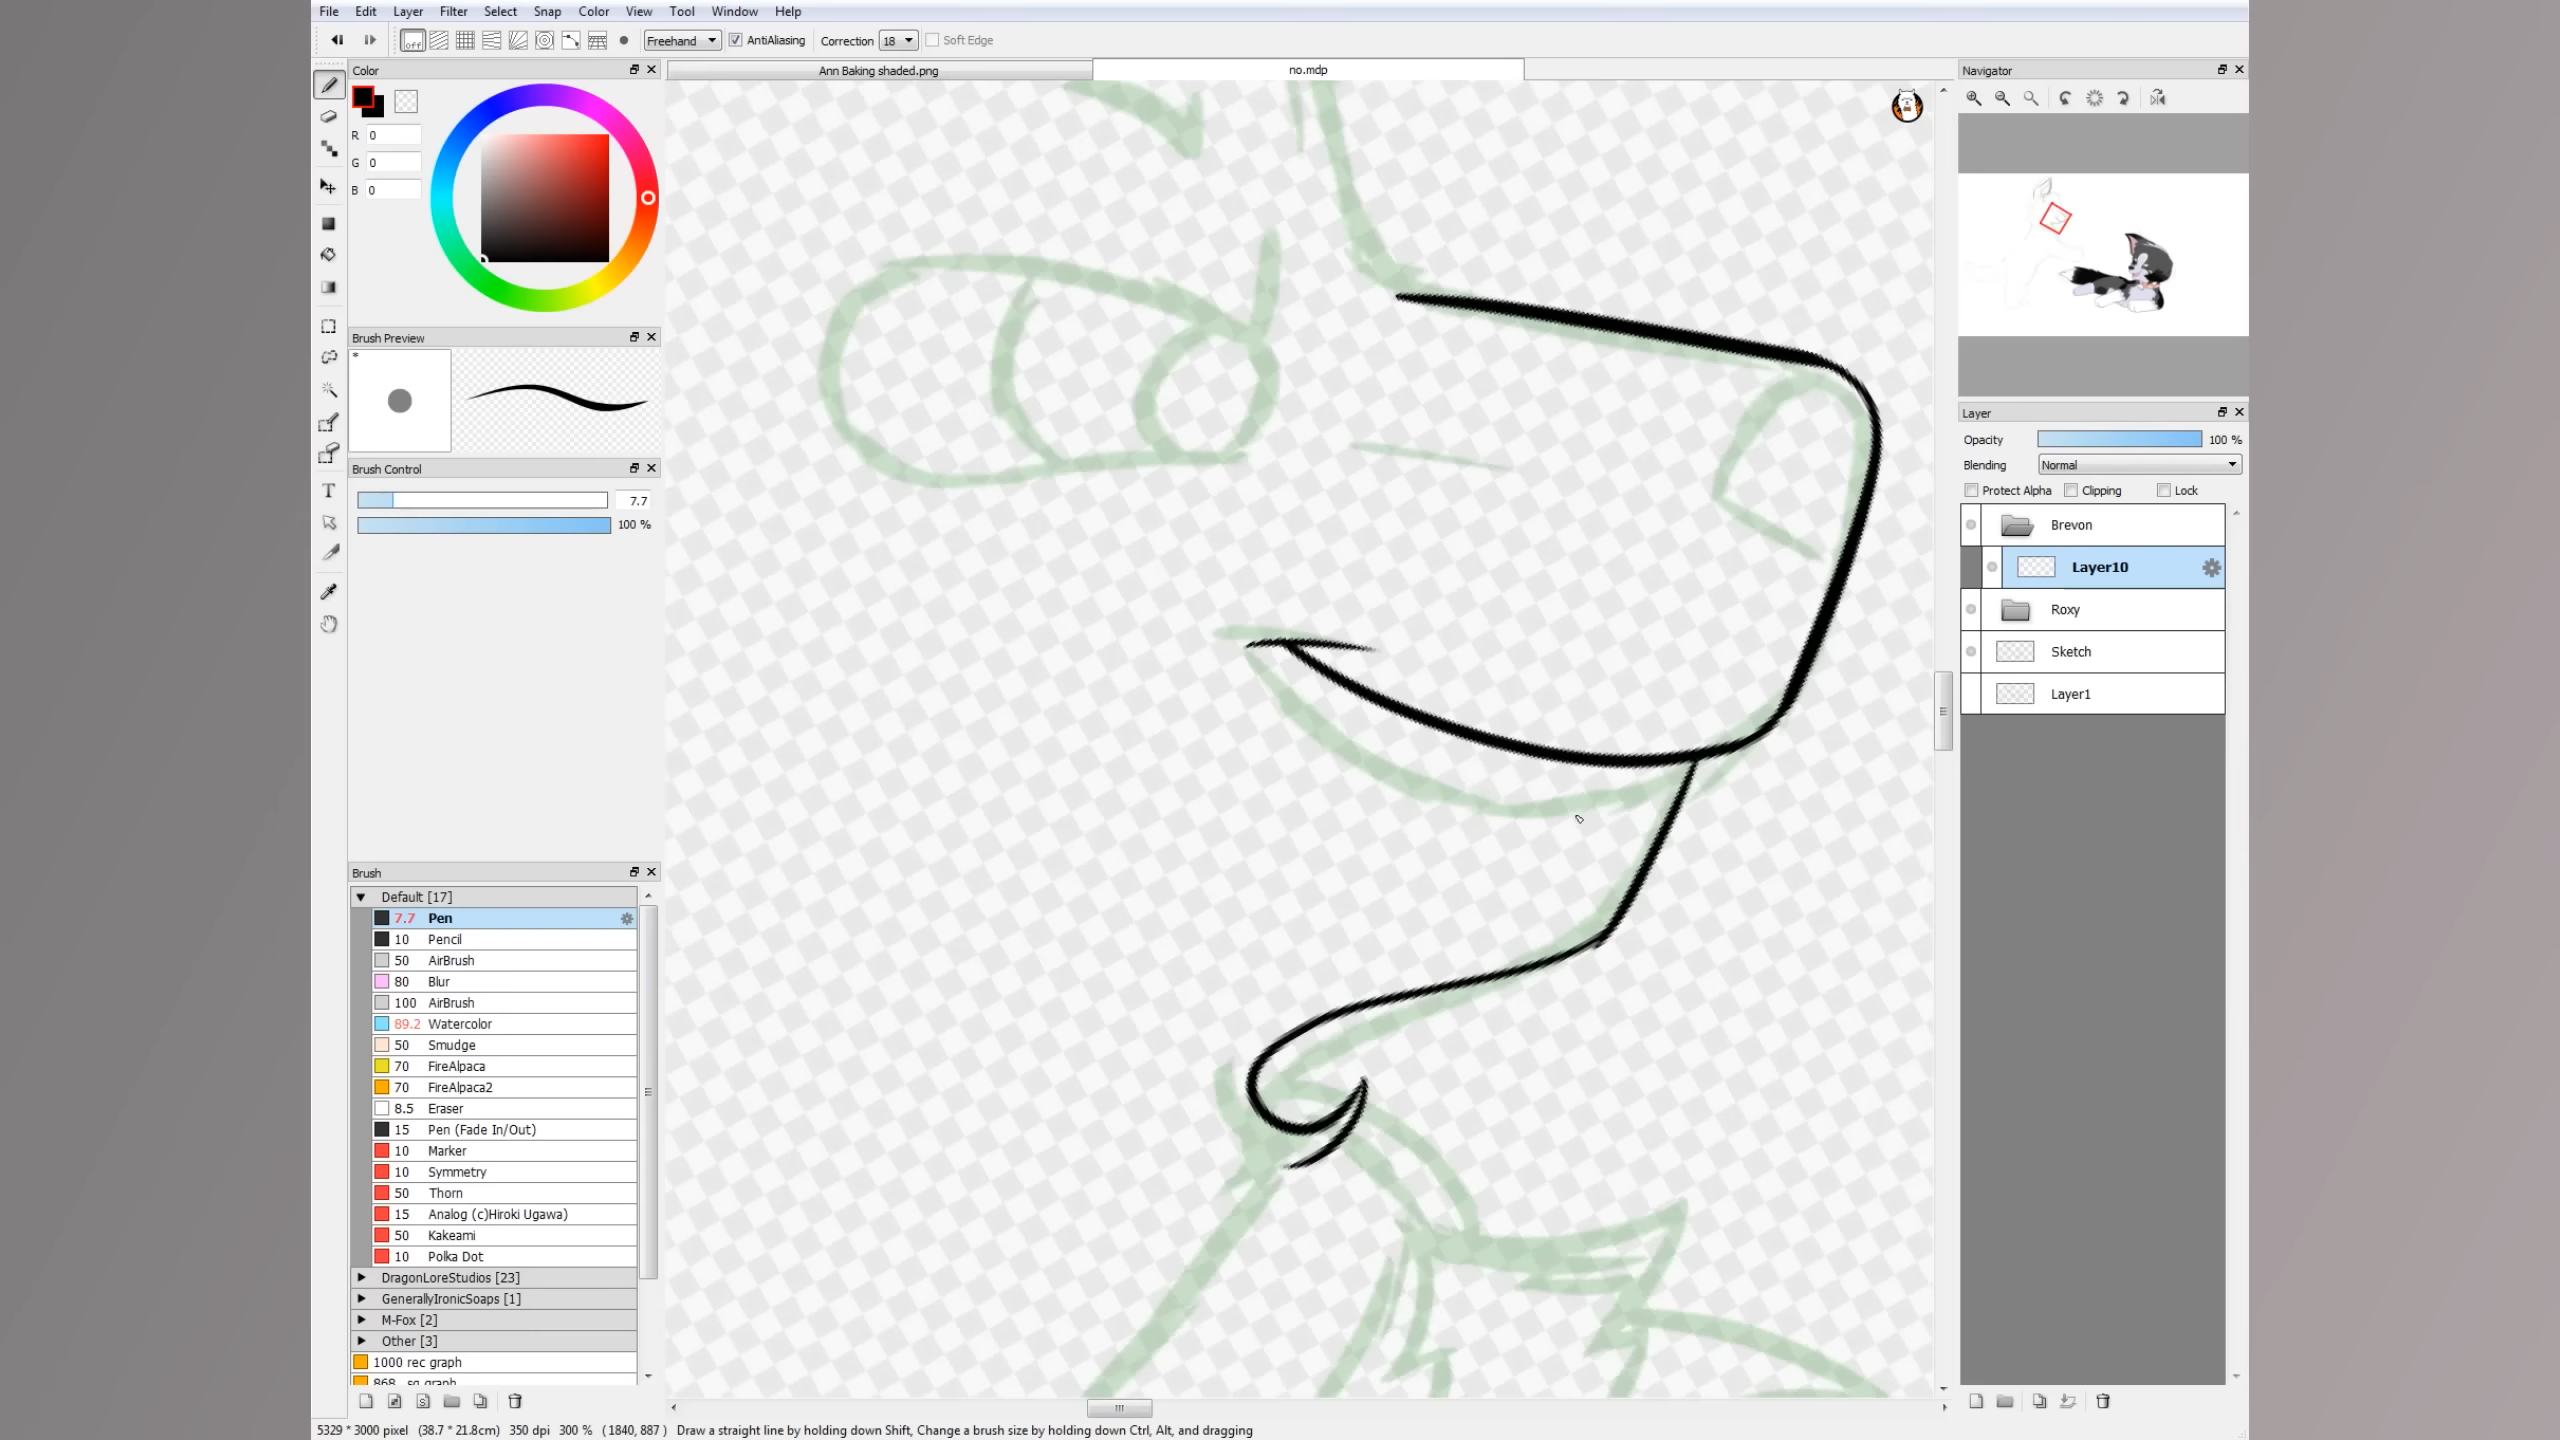 File Edit Layer Filter Select Snap Color View Tool Window Help
off Freehand AntiAliasing Correction 18 Soft Edge
Color
R 0
G 0
B 0
Brush Preview
*
Brush Control
7.7
100 %
Brush
Default [17]
7.7 Pen
10 Pencil
50 AirBrush
80 Blur
100 AirBrush
89.2 Watercolor
50 Smudge
70 FireAlpaca
70 FireAlpaca2
8.5 Eraser
15 Pen (Fade In/Out)
10 Marker
10 Symmetry
50 Thorn
15 Analog (c)Hiroki Ugawa)
50 Kakeami
10 Polka Dot
DragonLoreStudios [23]
GenerallyIronicSoaps [1]
M-Fox [2]
Other [3]
1000 rec graph
868 sq graph
Ann Baking shaded.png no.mdp
Navigator
Layer
Opacity 100 %
Blending Normal
Protect Alpha Clipping Lock
Brevon
Layer10
Roxy
Sketch
Layer1
5329 * 3000 pixel (38.7 * 21.8cm) 350 dpi 300 % ( 1840, 887 ) Draw a straight line by holding down Shift, Change a brush size by holding down Ctrl, Alt, and dragging